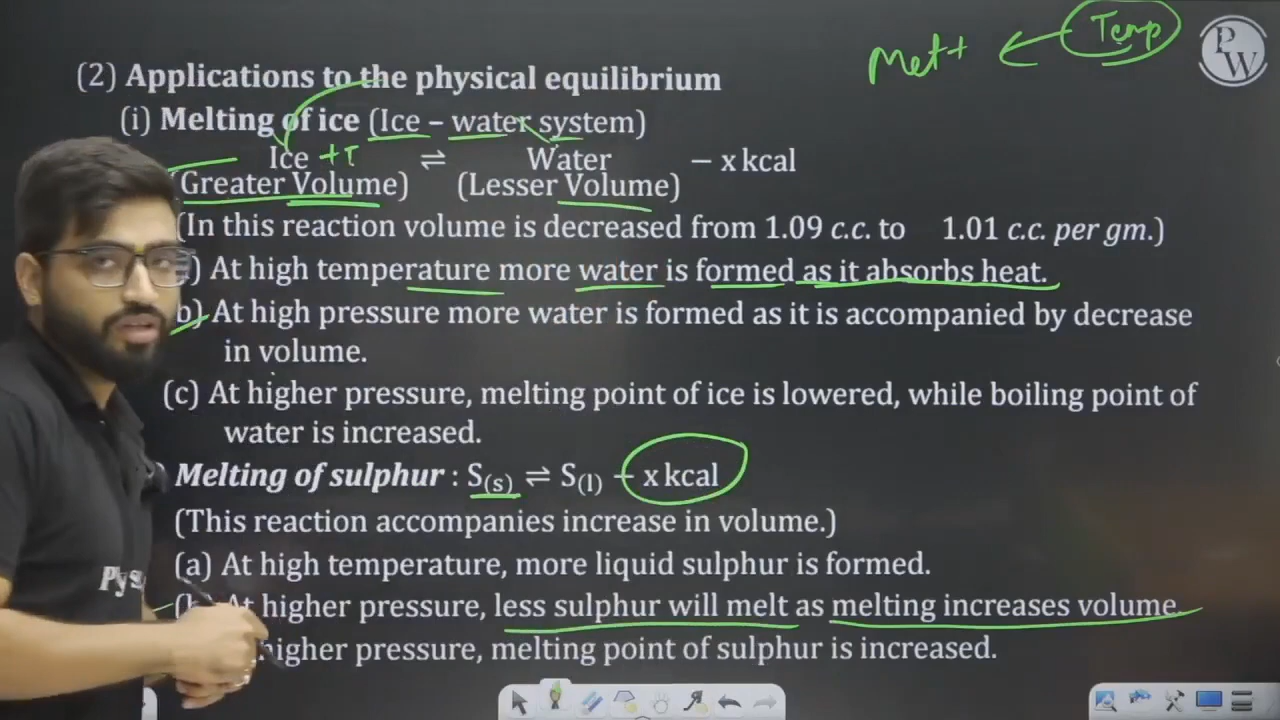 Melt ← Temp
PW
(2) Applications to the physical equilibrium
(i) Melting of ice (Ice – water system)
Ice +T ⇌ Water – x kcal
(Greater Volume) (Lesser Volume)
(In this reaction volume is decreased from 1.09 c.c. to 1.01 c.c. per gm.)
) At high temperature more water is formed as it absorbs heat.
b) At high pressure more water is formed as it is accompanied by decrease
in volume.
(c) At higher pressure, melting point of ice is lowered, while boiling point of
water is increased.
) Melting of sulphur : S(s) ⇌ S(l) – x kcal
(This reaction accompanies increase in volume.)
(a) At high temperature, more liquid sulphur is formed.
(b) At higher pressure, less sulphur will melt as melting increases volume.
higher pressure, melting point of sulphur is increased.